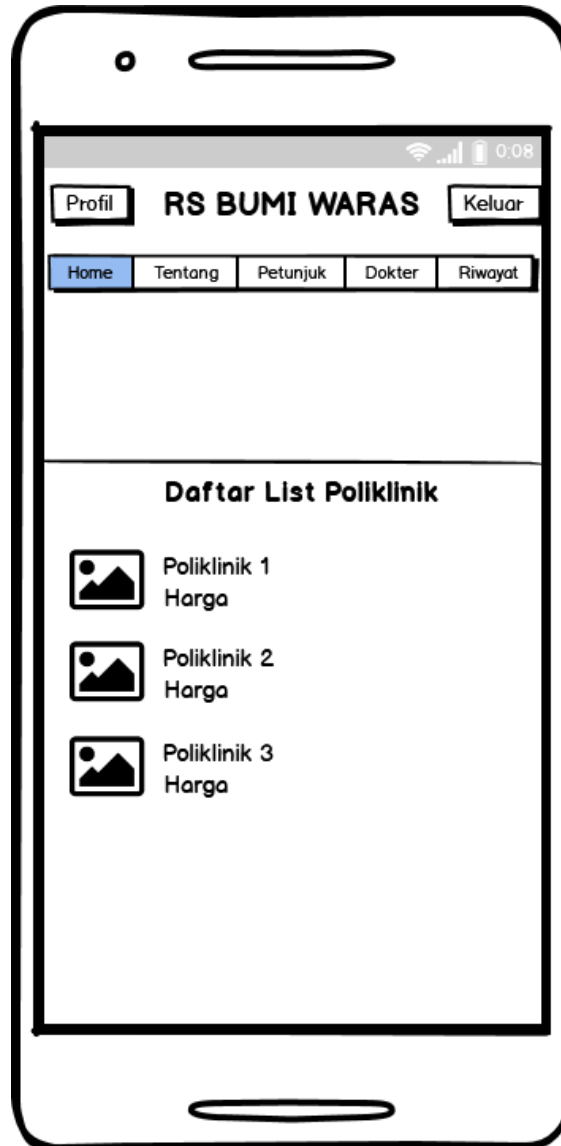 0:08
Profil RS BUMI WARAS Keluar
Home Tentang Petunjuk Dokter Riwayat
Daftar List Poliklinik
Poliklinik 1
Harga
Poliklinik 2
Harga
Poliklinik 3
Harga